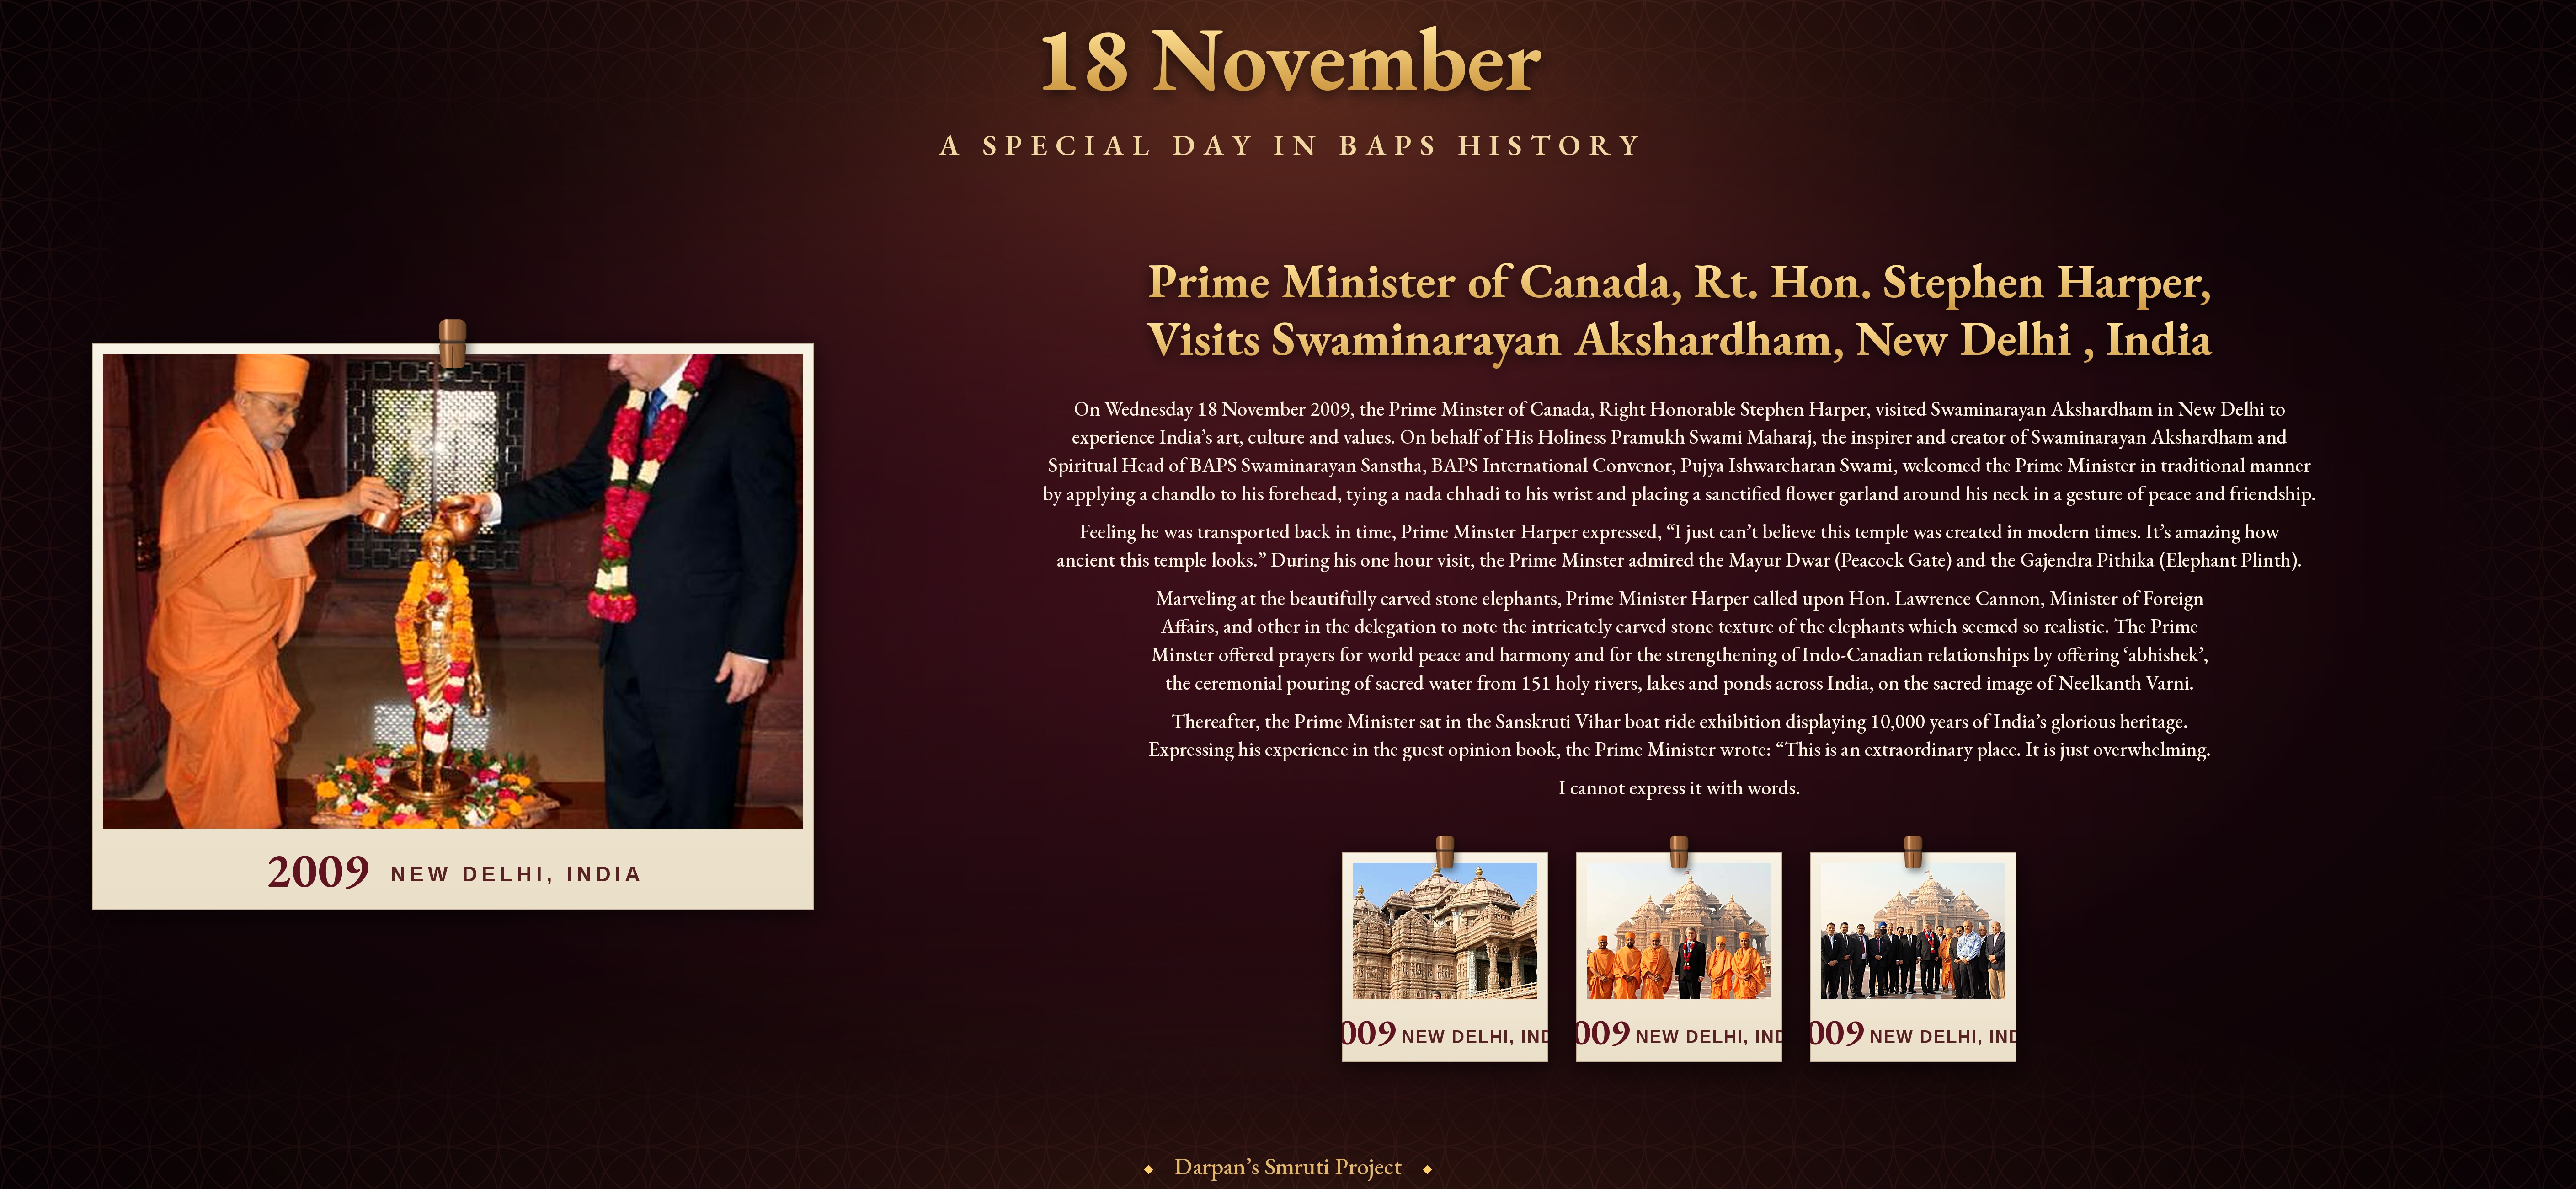 18 November
A SPECIAL DAY IN BAPS HISTORY
Prime Minister of Canada, Rt. Hon. Stephen Harper,
Visits Swaminarayan Akshardham, New Delhi , India
On Wednesday 18 November 2009, the Prime Minster of Canada, Right Honorable Stephen Harper, visited Swaminarayan Akshardham in New Delhi to
experience India’s art, culture and values. On behalf of His Holiness Pramukh Swami Maharaj, the inspirer and creator of Swaminarayan Akshardham and
Spiritual Head of BAPS Swaminarayan Sanstha, BAPS International Convenor, Pujya Ishwarcharan Swami, welcomed the Prime Minister in traditional manner
by applying a chandlo to his forehead, tying a nada chhadi to his wrist and placing a sanctified flower garland around his neck in a gesture of peace and friendship.
Feeling he was transported back in time, Prime Minster Harper expressed, “I just can’t believe this temple was created in modern times. It’s amazing how
ancient this temple looks.” During his one hour visit, the Prime Minster admired the Mayur Dwar (Peacock Gate) and the Gajendra Pithika (Elephant Plinth).
Marveling at the beautifully carved stone elephants, Prime Minister Harper called upon Hon. Lawrence Cannon, Minister of Foreign
Affairs, and other in the delegation to note the intricately carved stone texture of the elephants which seemed so realistic. The Prime
Minster offered prayers for world peace and harmony and for the strengthening of Indo-Canadian relationships by offering ‘abhishek’,
the ceremonial pouring of sacred water from 151 holy rivers, lakes and ponds across India, on the sacred image of Neelkanth Varni.
Thereafter, the Prime Minister sat in the Sanskruti Vihar boat ride exhibition displaying 10,000 years of India’s glorious heritage.
Expressing his experience in the guest opinion book, the Prime Minister wrote: “This is an extraordinary place. It is just overwhelming.
I cannot express it with words.
2009 NEW DELHI, INDIA
009 NEW DELHI, IND
009 NEW DELHI, IND
009 NEW DELHI, IND
Darpan’s Smruti Project